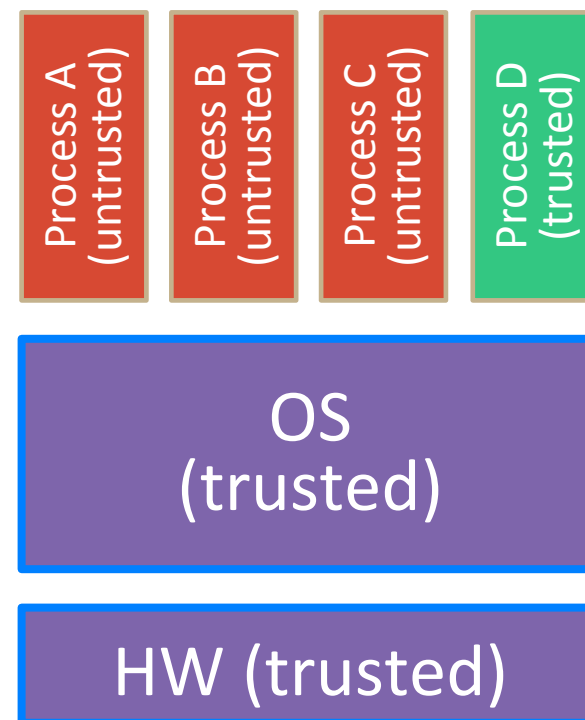 Process A
(untrusted)
Process B
(untrusted)
Process C
(untrusted)
Process D
(trusted)
OS
(trusted)
HW (trusted)